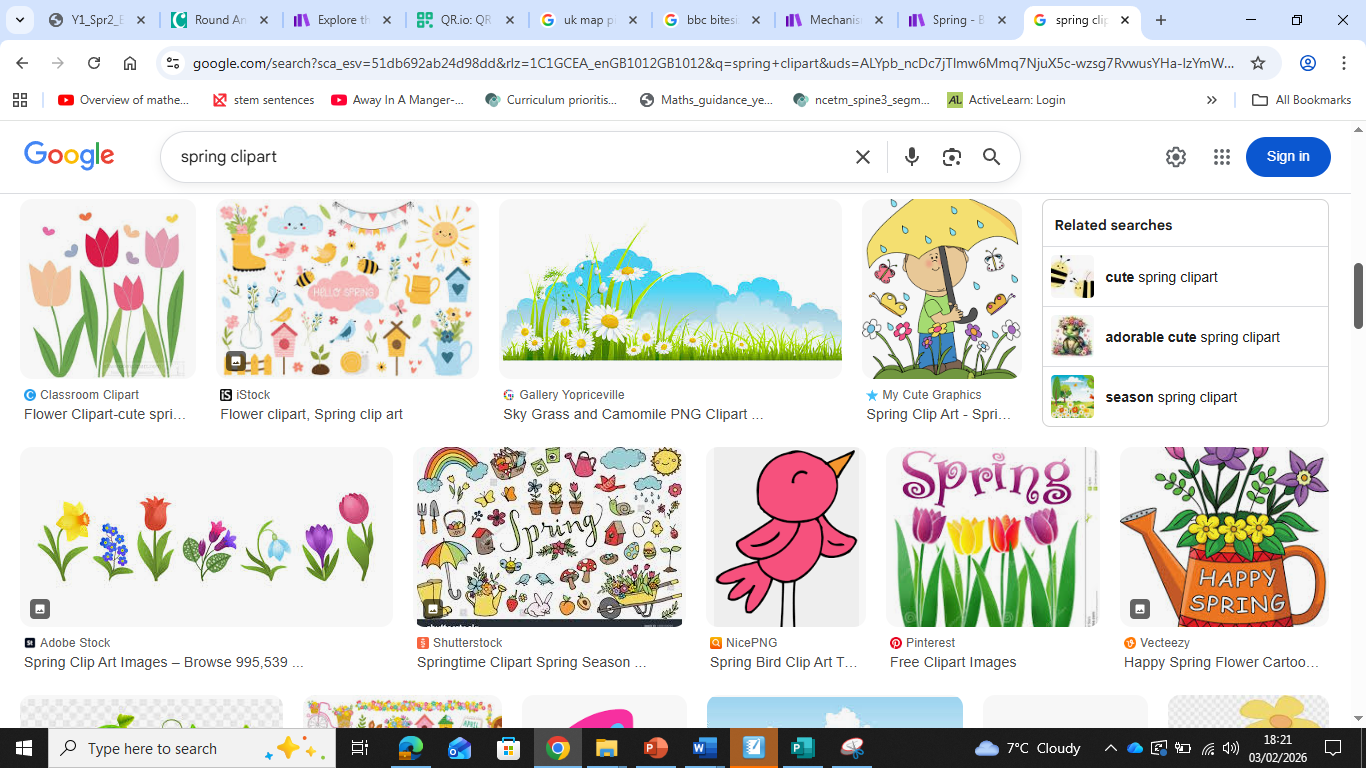 Y1_Spr2_E
Round An
Explore th
QR.io: QR
uk map p
bbc bitesi
Mechanis
Spring - B
spring clip
google.com/search?sca_esv=51db692ab24d98dd&rlz=1C1GCEA_enGB1012GB1012&q=spring+clipart&uds=ALYpb_ncDc7jTlmw6Mmq7NjuX5c-wzsg7RvwusYHa-IzYmW...
Overview of mathe...
stem sentences
Away In A Manger-...
Curriculum prioritis...
Maths_guidance_ye...
ncetm_spine3_segm...
ActiveLearn: Login
All Bookmarks
Google
spring clipart
Sign in
HELLO SPRING
Related searches
cute spring clipart
adorable cute spring clipart
season spring clipart
Classroom Clipart
Flower Clipart-cute spri...
iStock
Flower clipart, Spring clip art
Gallery Yopriceville
Sky Grass and Camomile PNG Clipart ...
My Cute Graphics
Spring Clip Art - Spri...
Spring
Spring
HAPPY
SPRING
Adobe Stock
Spring Clip Art Images – Browse 995,539 ...
Shutterstock
Springtime Clipart Spring Season ...
NicePNG
Spring Bird Clip Art T...
Pinterest
Free Clipart Images
Vecteezy
Happy Spring Flower Cartoo...
APRIL
Type here to search
7°C Cloudy
18:21
03/02/2026